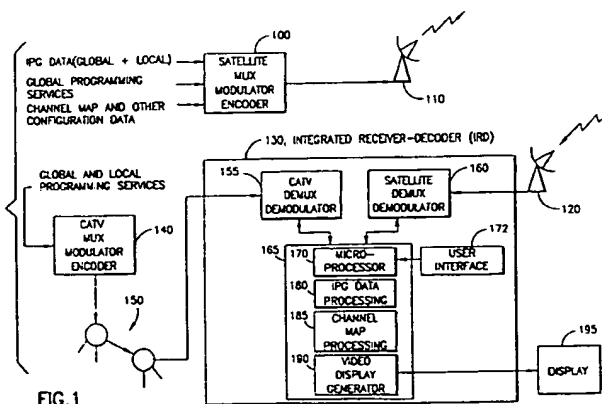 100
IPG DATA(GLOBAL + LOCAL)
GLOBAL PROGRAMMING
SERVICES
CHANNEL MAP AND OTHER
CONFIGURATION DATA
SATELLITE
MUX
MODULATOR
ENCODER
110
130, INTEGRATED RECEIVER-DECODER (IRD)
GLOBAL AND LOCAL
PROGRAMMING SERVICES
155
CATV
DEMUX
DEMODULATOR
SATELLITE
DEMUX
DEMODULATOR
160
120
CATV
MUX
MODULATOR
ENCODER
140
165
170
MICRO-
PROCESSOR
USER
INTERFACE
172
180
IPG DATA
PROCESSING
185
CHANNEL
MAP
PROCESSING
190
VIDEO
DISPLAY
GEMERATOR
150
195
DISPLAY
FIG.1